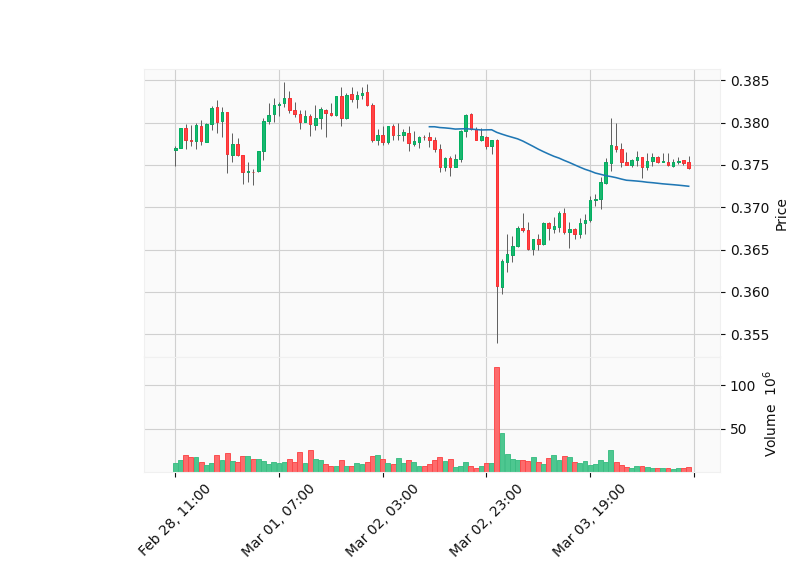 0.385
0.380
0.375
0.370
0.365
0.360
0.355
Price
100
50
Volume 10^6
Feb 28, 11:00
Mar 01, 07:00
Mar 02, 03:00
Mar 02, 23:00
Mar 03, 19:00